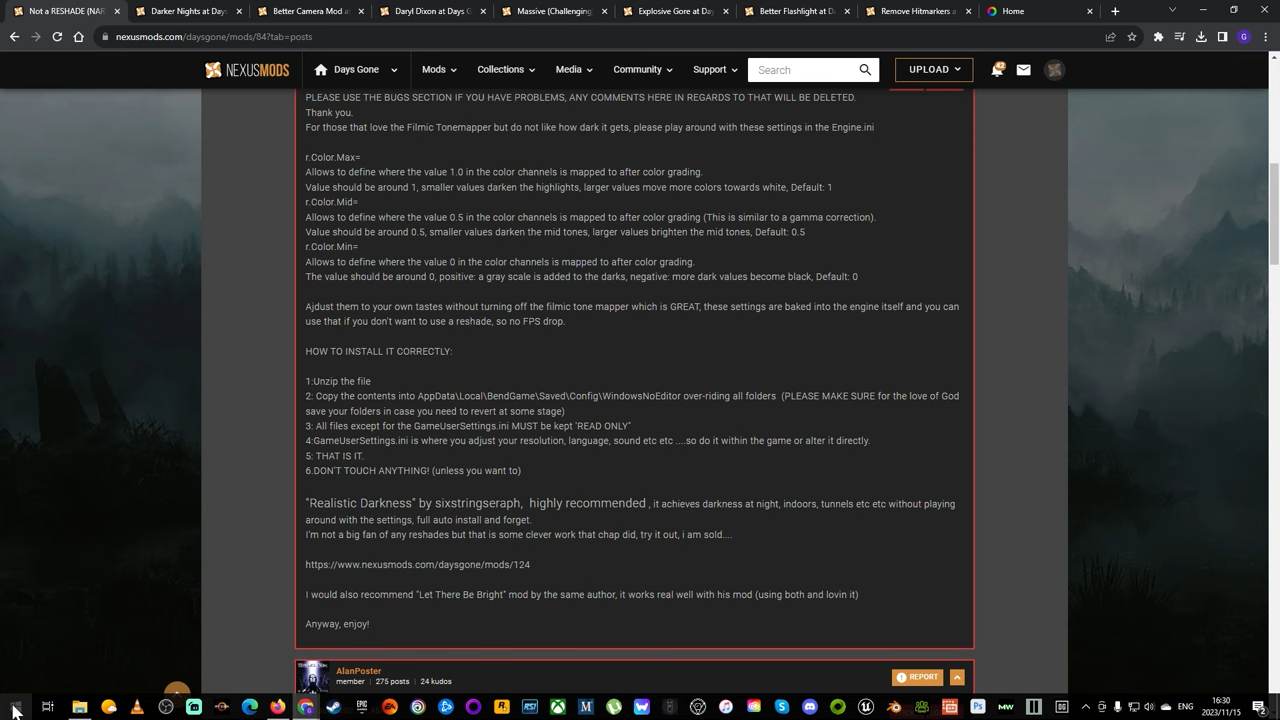 Not a RESHADE (NAR
Darker Nights at Days
Better Camera Mod a
Daryl Dixon at Days G
Massive (Challenging
Explosive Gore at Day
Better Flashlight at D
Remove Hitmarkers a
Home
nexusmods.com/daysgone/mods/84?tab=posts
G
NEXUSMODS
Days Gone
Mods
Collections
Media
Community
Support
Search
UPLOAD
PLEASE USE THE BUGS SECTION IF YOU HAVE PROBLEMS, ANY COMMENTS HERE IN REGARDS TO THAT WILL BE DELETED.
Thank you.
For those that love the Filmic Tonemapper but do not like how dark it gets, please play around with these settings in the Engine.ini
r.Color.Max=
Allows to define where the value 1.0 in the color channels is mapped to after color grading.
Value should be around 1, smaller values darken the highlights, larger values move more colors towards white, Default: 1
r.Color.Mid=
Allows to define where the value 0.5 in the color channels is mapped to after color grading (This is similar to a gamma correction).
Value should be around 0.5, smaller values darken the mid tones, larger values brighten the mid tones, Default: 0.5
r.Color.Min=
Allows to define where the value 0 in the color channels is mapped to after color grading.
The value should be around 0, positive: a gray scale is added to the darks, negative: more dark values become black, Default: 0
Ajdust them to your own tastes without turning off the filmic tone mapper which is GREAT, these settings are baked into the engine itself and you can
use that if you don't want to use a reshade, so no FPS drop.
HOW TO INSTALL IT CORRECTLY:
1:Unzip the file
2: Copy the contents into AppData\Local\BendGame\Saved\Config\WindowsNoEditor over-riding all folders (PLEASE MAKE SURE for the love of God
save your folders in case you need to revert at some stage)
3: All files except for the GameUserSettings.ini MUST be kept 'READ ONLY"
4:GameUserSettings.ini is where you adjust your resolution, language, sound etc etc ....so do it within the game or alter it directly.
5: THAT IS IT.
6.DON'T TOUCH ANYTHING! (unless you want to)
"Realistic Darkness" by sixstringseraph, highly recommended , it achieves darkness at night, indoors, tunnels etc etc without playing
around with the settings, full auto install and forget.
I'm not a big fan of any reshades but that is some clever work that chap did, try it out, i am sold....
https://www.nexusmods.com/daysgone/mods/124
I would also recommend "Let There Be Bright" mod by the same author, it works real well with his mod (using both and lovin it)
Anyway, enjoy!
AlanPoster
member 275 posts 24 kudos
REPORT
16:30
2023/11/15